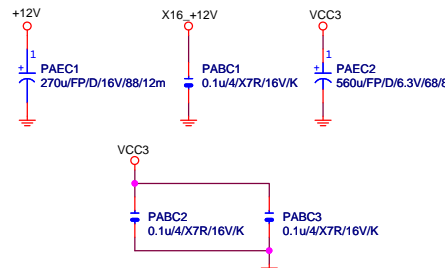 +12V
X16_+12V
VCC3
1
+
PAEC1
270u/FP/D/16V/88/12m
PABC1
0.1u/4/X7R/16V/K
1
+
PAEC2
560u/FP/D/6.3V/68/8
VCC3
PABC2
0.1u/4/X7R/16V/K
PABC3
0.1u/4/X7R/16V/K